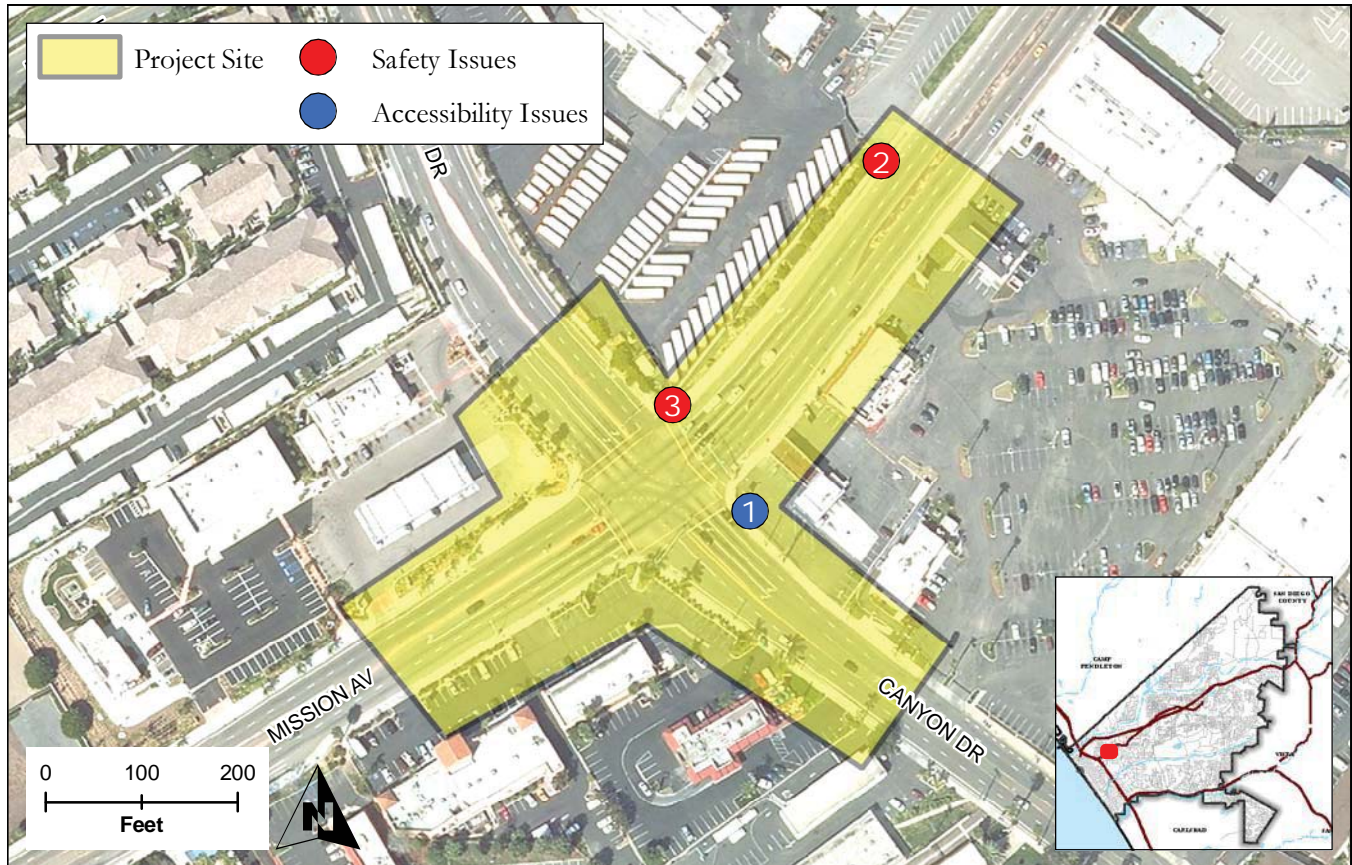 Project Site
Safety Issues
Accessibility Issues
DR
2
3
1
MISSION AV
CANYON DR
0 100 200
Feet
N
SAN DIEGO
COUNTY
CAMP
PENDLETON
VISTA
CARLSBAD